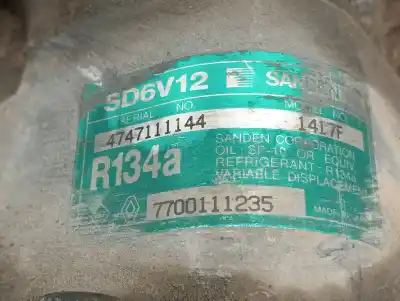 SD6V12 SANDEN
SERIAL NO. MODEL NO.
4747111144 1417F
SANDEN CORPORATION
OIL: SP-10 OR EQUIV
R134a REFRIGERANT: R134a
VARIABLE DISPLACEMENT
7700111235
MADE IN